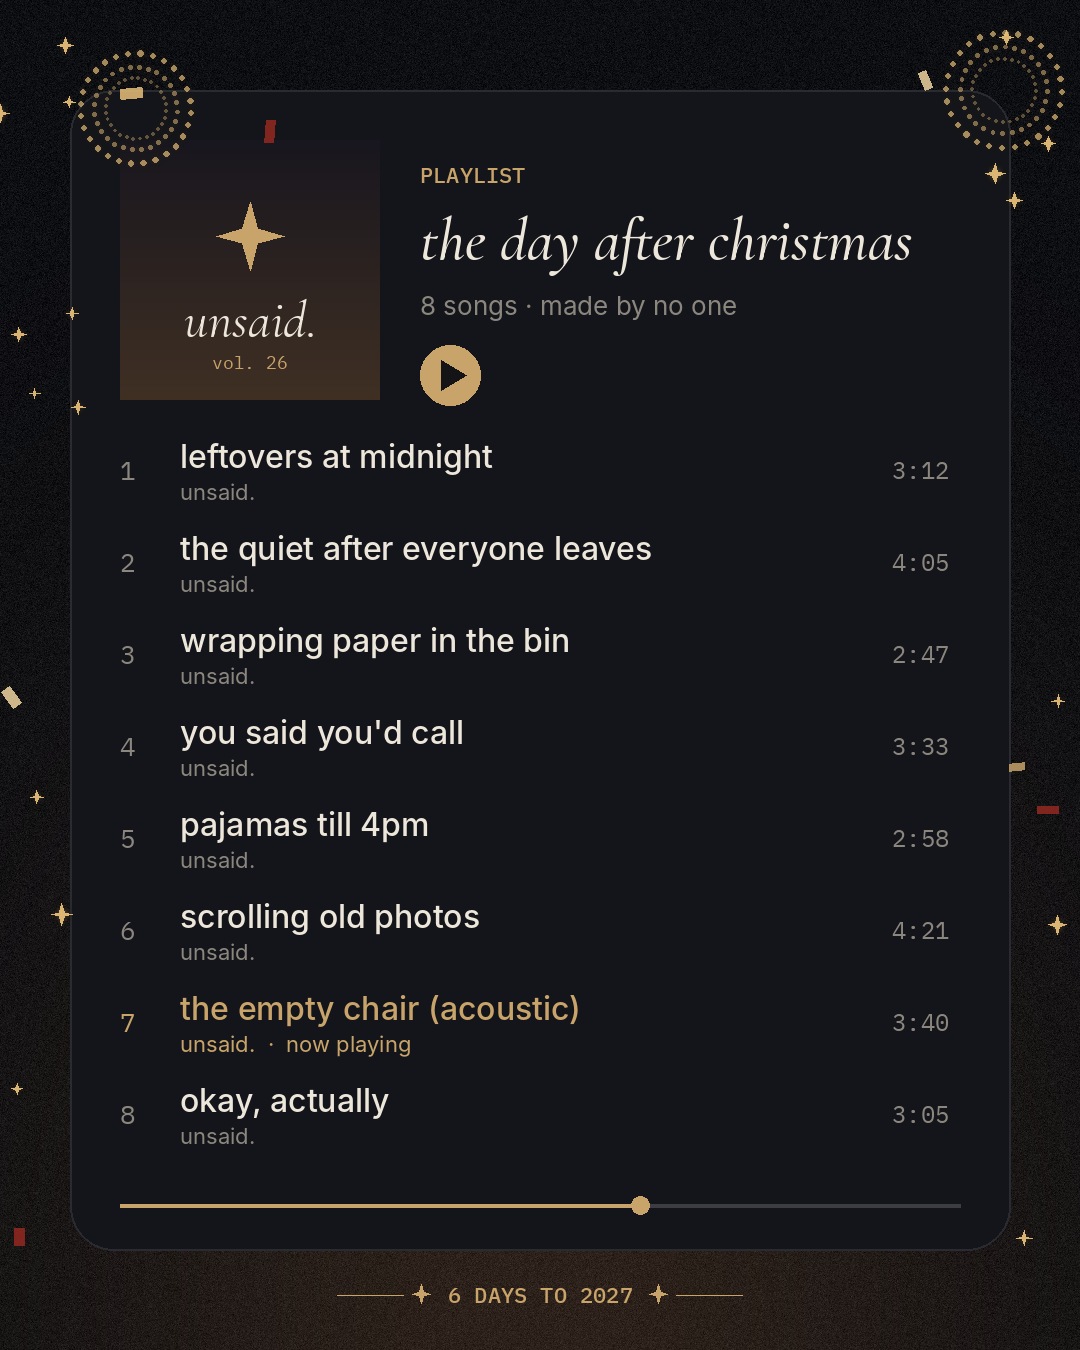 PLAYLIST
the day after christmas
8 songs · made by no one
unsaid.
vol. 26
1 leftovers at midnight 3:12
unsaid.
2 the quiet after everyone leaves 4:05
unsaid.
3 wrapping paper in the bin 2:47
unsaid.
4 you said you'd call 3:33
unsaid.
5 pajamas till 4pm 2:58
unsaid.
6 scrolling old photos 4:21
unsaid.
7 the empty chair (acoustic) 3:40
unsaid. · now playing
8 okay, actually 3:05
unsaid.
6 DAYS TO 2027